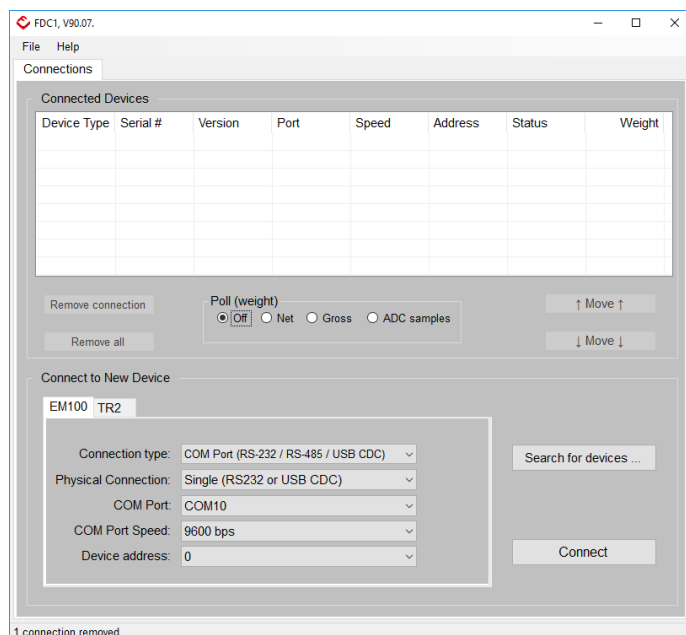 FDC1, V90.07.
File Help
Connections
Connected Devices
Device Type Serial # Version Port Speed Address Status Weight
Remove connection
Poll (weight)
Off Net Gross ADC samples
↑ Move ↑
Remove all
↓ Move ↓
Connect to New Device
EM100 TR2
Connection type: COM Port (RS-232 / RS-485 / USB CDC)
Search for devices ...
Physical Connection: Single (RS232 or USB CDC)
COM Port: COM10
COM Port Speed: 9600 bps
Connect
Device address: 0
1 connection removed